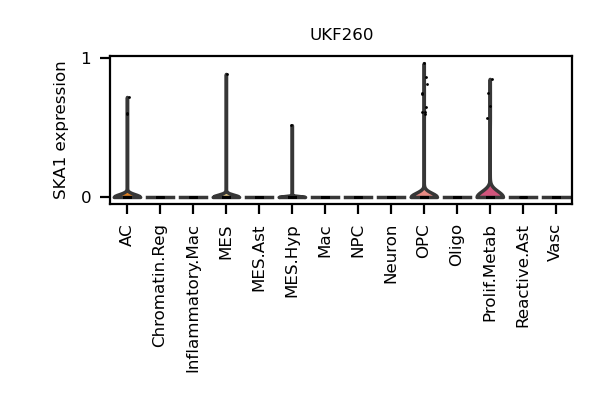 UKF260
SKA1 expression
1
0
AC
Chromatin.Reg
Inflammatory.Mac
MES
MES.Ast
MES.Hyp
Mac
NPC
Neuron
OPC
Oligo
Prolif.Metab
Reactive.Ast
Vasc